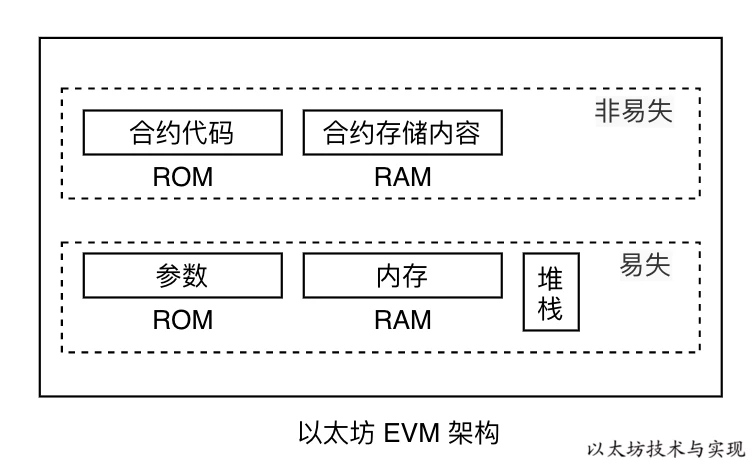 非易失
合约代码
合约存储内容
ROM
RAM
易失
参数
内存
堆
栈
ROM
RAM
以太坊 EVM 架构
以太坊技术与实现